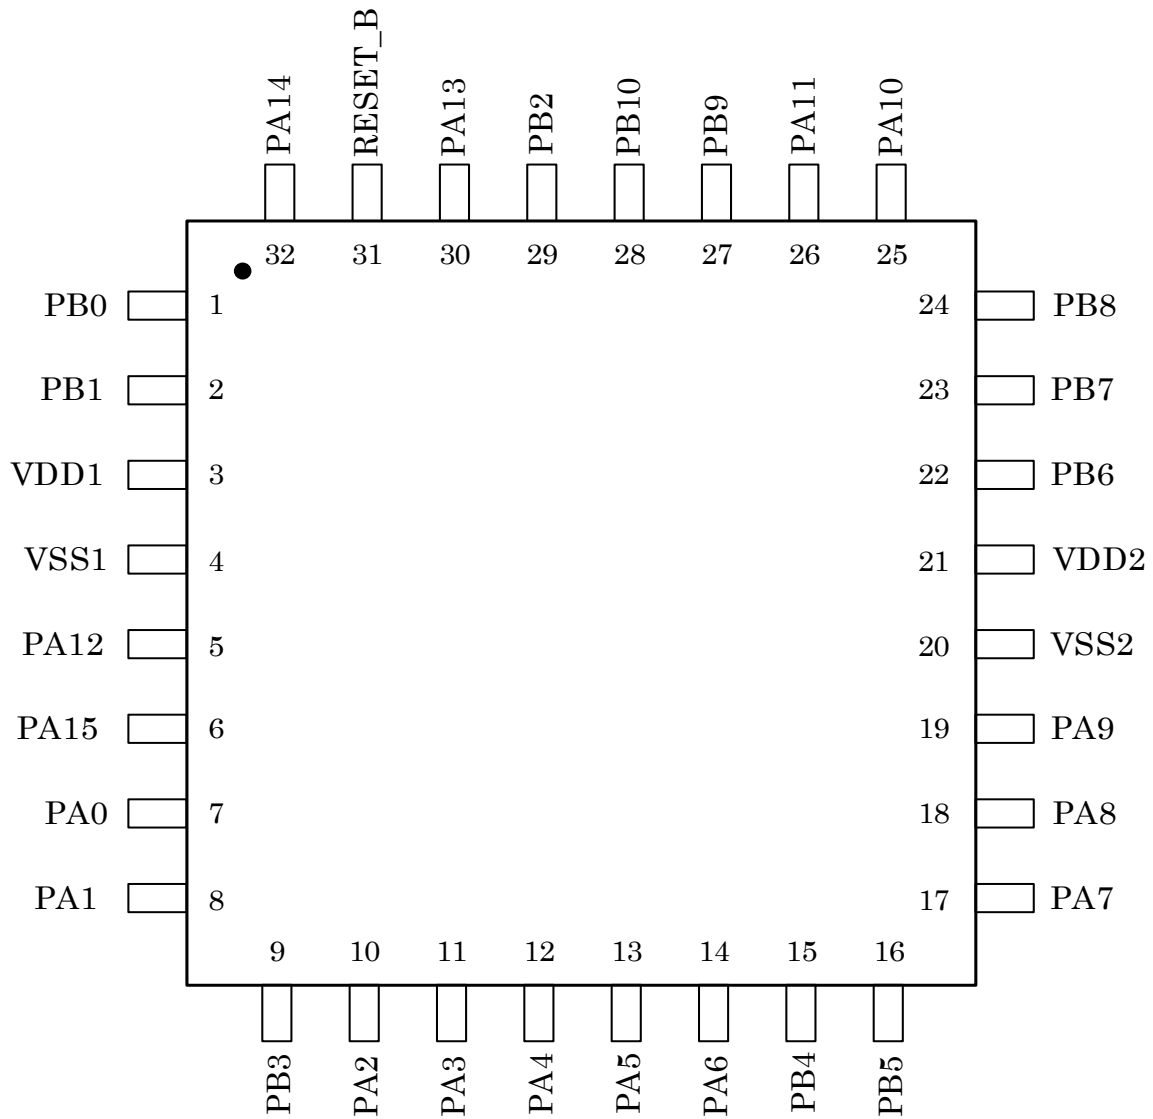 PA14 RESET_B PA13 PB2 PB10 PB9 PA11 PA10
32 31 30 29 28 27 26 25
PB0 1 24 PB8
PB1 2 23 PB7
VDD1 3 22 PB6
VSS1 4 21 VDD2
PA12 5 20 VSS2
PA15 6 19 PA9
PA0 7 18 PA8
PA1 8 17 PA7
9 10 11 12 13 14 15 16
PB3 PA2 PA3 PA4 PA5 PA6 PB4 PB5